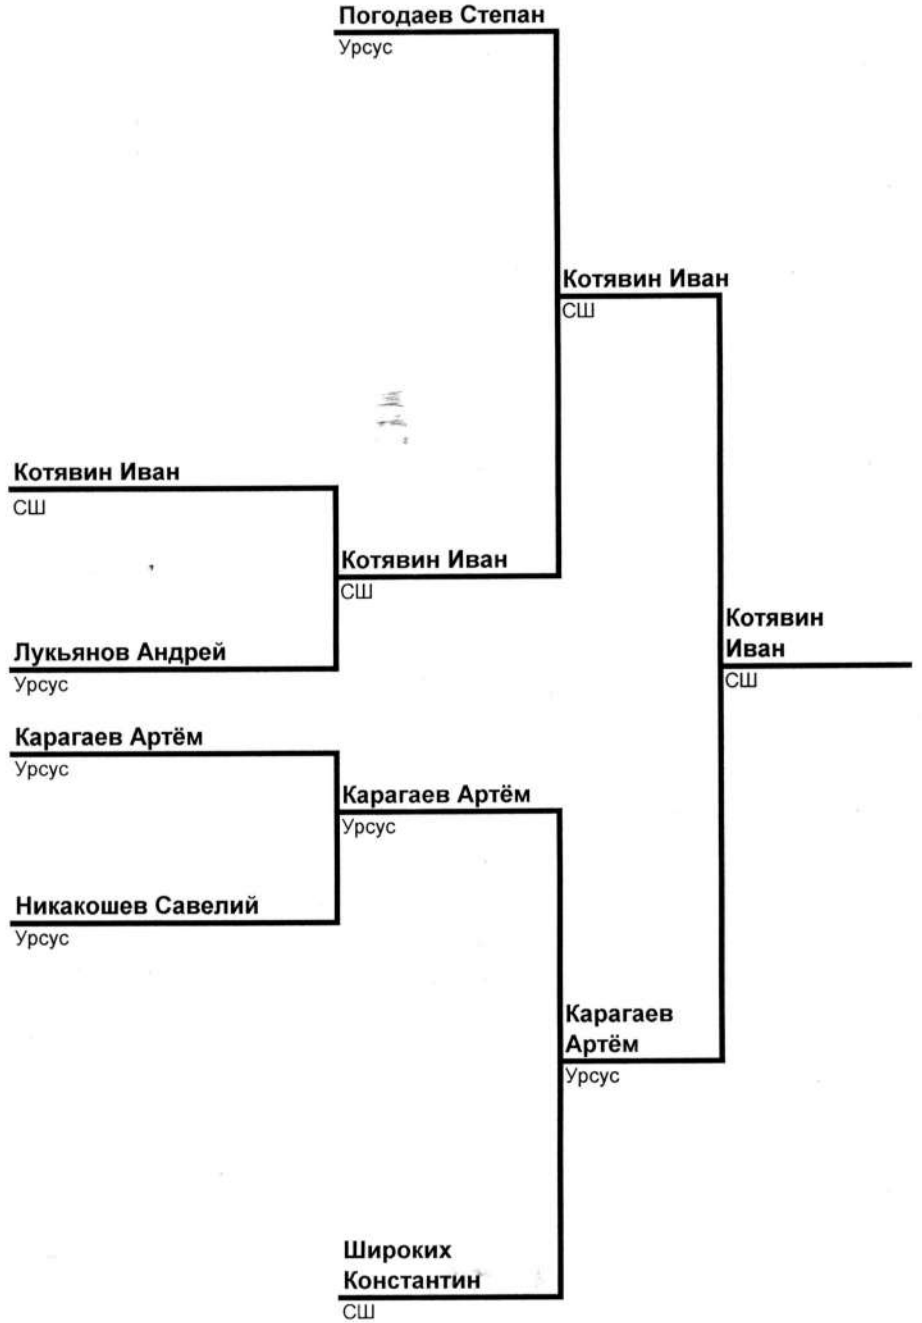 Погодаев Степан
Урсус
Котявин Иван
СШ
Котявин Иван
СШ
Котявин Иван
СШ
Лукьянов Андрей
Урсус
Котявин
Иван
СШ
Карагаев Артём
Урсус
Карагаев Артём
Урсус
Никакошев Савелий
Урсус
Карагаев
Артём
Урсус
Широких
Константин
СШ